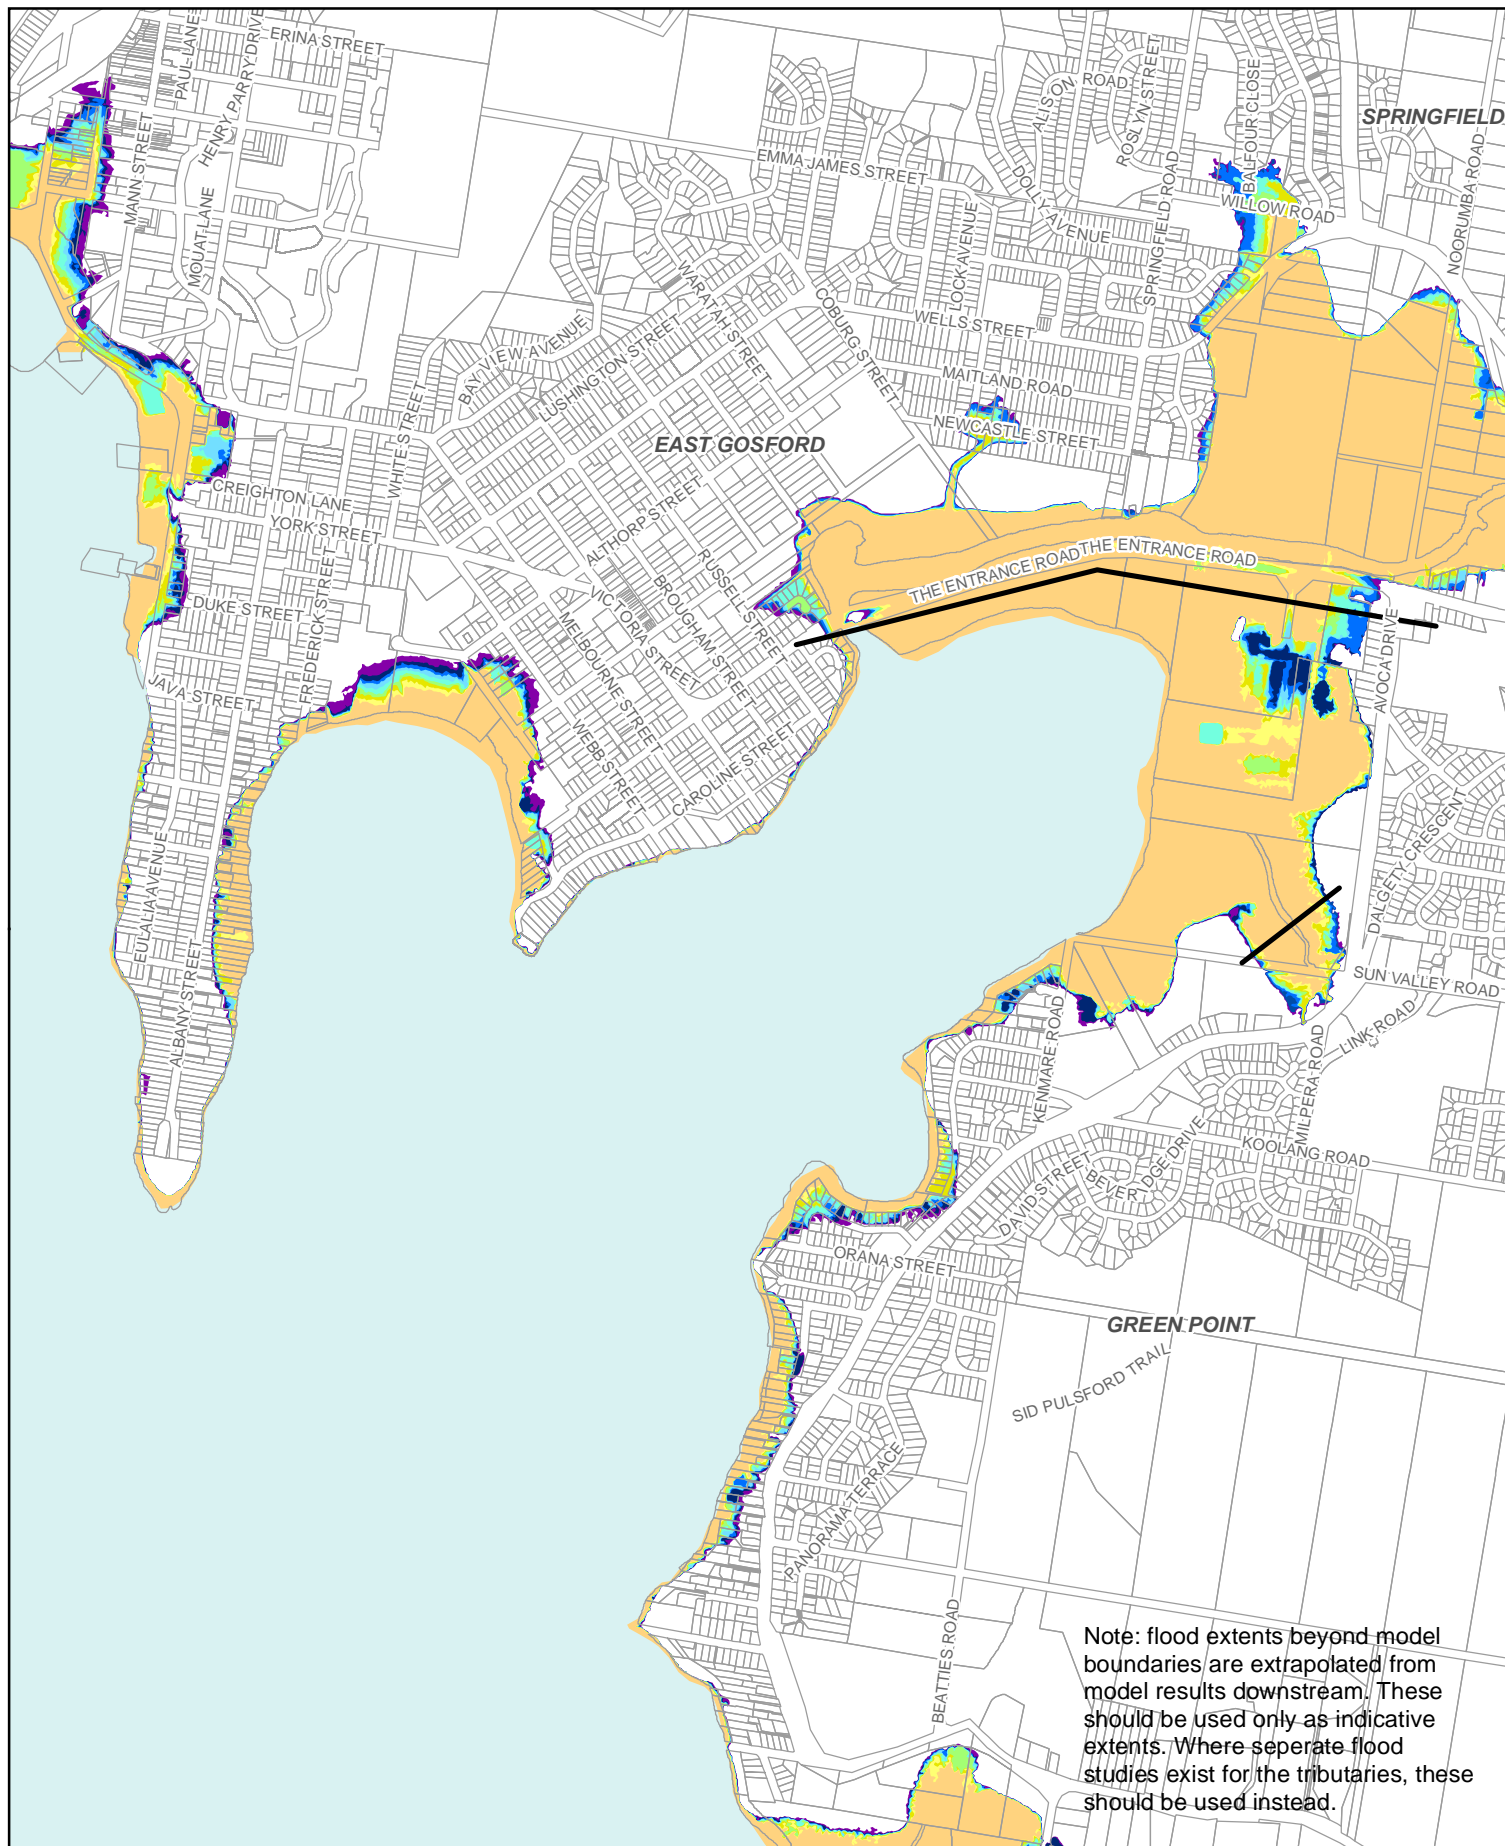 ERINA STREET
PAUL LANE
HENRY PARRY DRIVE
MANN STREET
MOUAT LANE
ALLISON ROAD
ROSLYN STREET
BALFOUR CLOSE
SPRINGFIELD
NOORUMBA ROAD
EMMA JAMES STREET
DOLLY AVENUE
SPRINGFIELD ROAD
WILLOW ROAD
LOCK AVENUE
WARATAH STREET
COBURG STREET
WELLS STREET
BAY VIEW AVENUE
LUSHINGTON STREET
MAITLAND ROAD
WHITE STREET
NEWCASTLE STREET
EAST GOSFORD
CREIGHTON LANE
YORK STREET
ALTHORP STREET
RUSSELL STREET
THE ENTRANCE ROAD
THE ENTRANCE ROAD
BROUGHAM STREET
VICTORIA STREET
FREDERICK STREET
DUKE STREET
MELBOURNE STREET
AVOCA DRIVE
JAVA STREET
WEBB STREET
CAROLINE STREET
DALGETY CRESCENT
EULALIA AVENUE
ALBANY STREET
SUN VALLEY ROAD
LINK ROAD
KENMARE ROAD
MILPERA ROAD
KOOLANG ROAD
DAVID STREET
BEVERIDGE DRIVE
ORANA STREET
GREEN POINT
SID PULSFORD TRAIL
PANORAMA TERRACE
BEATTIES ROAD
Note: flood extents beyond model
boundaries are extrapolated from
model results downstream. These
should be used only as indicative
extents. Where seperate flood
studies exist for the tributaries, these
should be used instead.